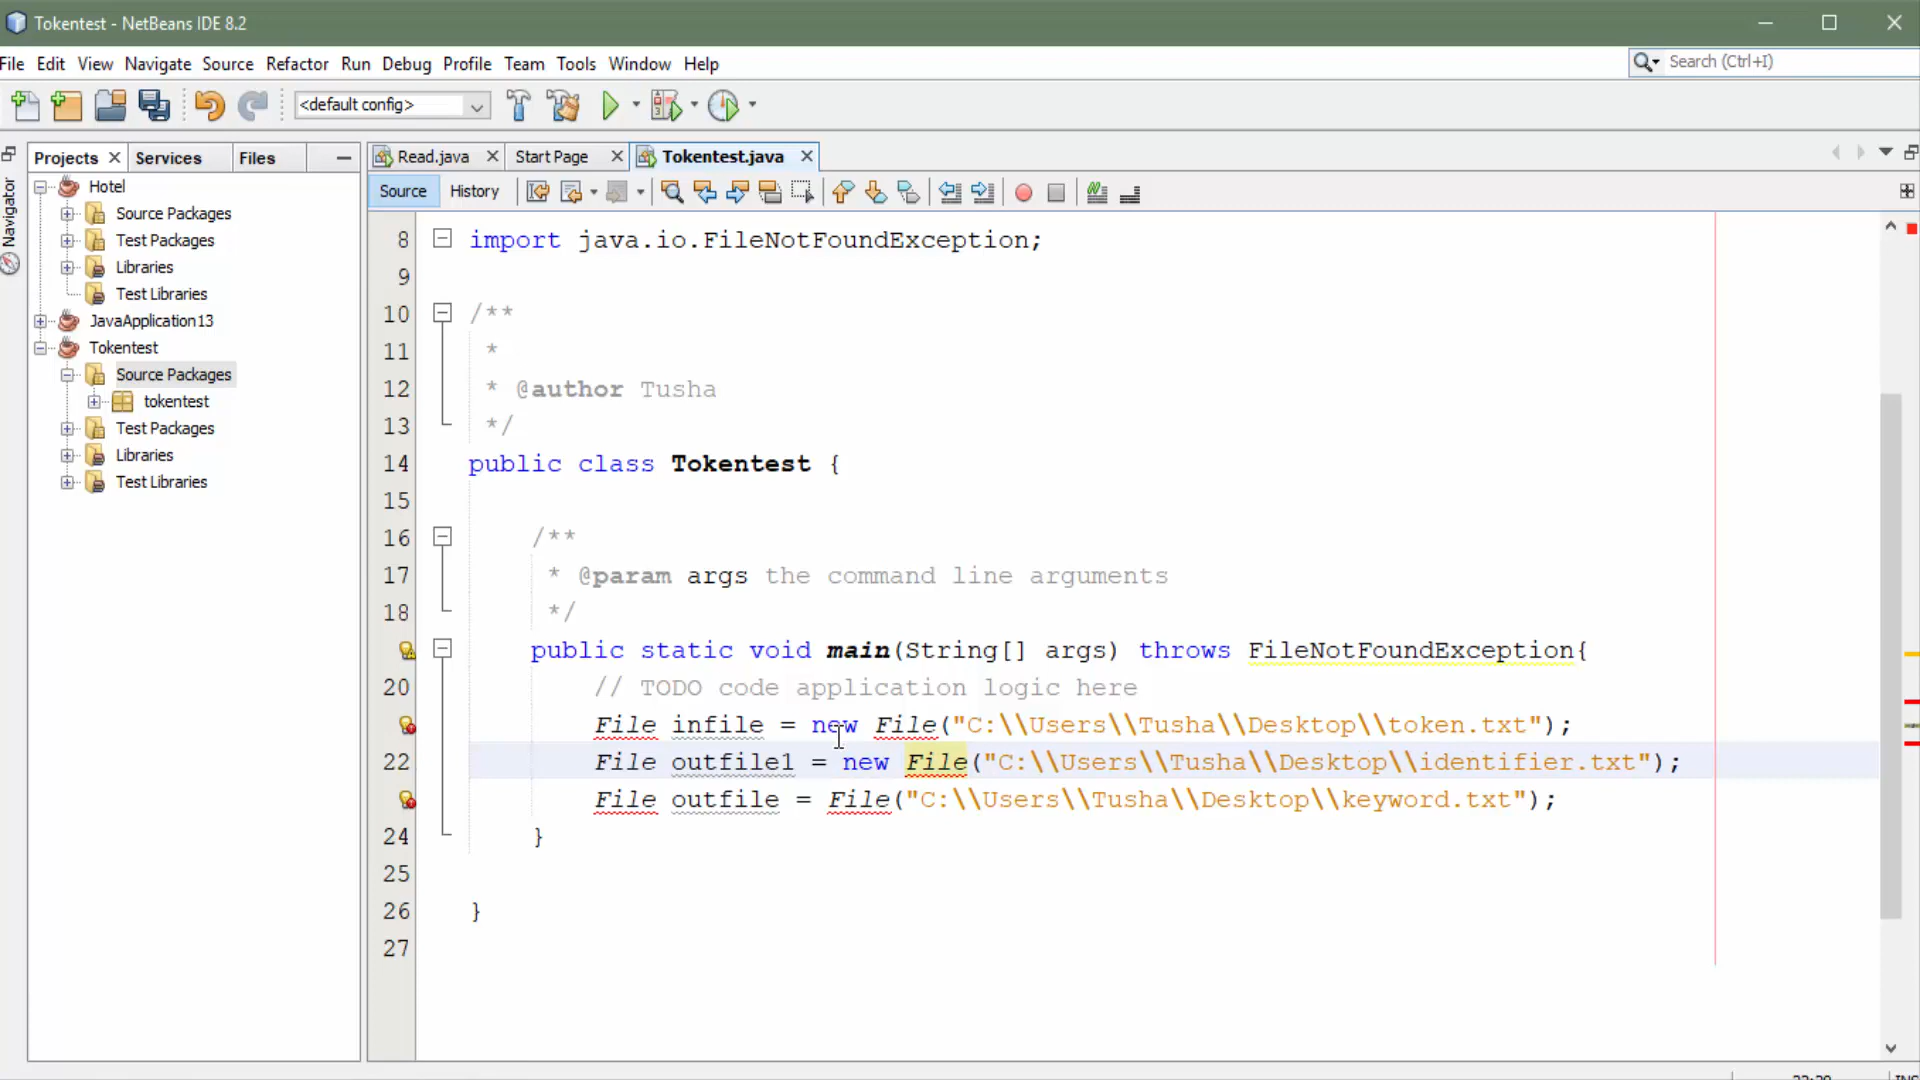 Tokentest - NetBeans IDE 8.2
File Edit View Navigate Source Refactor Run Debug Profile Team Tools Window Help
Search (Ctrl+I)
<default config>
Projects Services Files
Navigator
Hotel
Source Packages
Test Packages
Libraries
Test Libraries
JavaApplication13
Tokentest
Source Packages
tokentest
Test Packages
Libraries
Test Libraries
Read.java Start Page Tokentest.java
Source History
8 import java.io.FileNotFoundException;
9
10 /**
11 *
12 * @author Tusha
13 */
14 public class Tokentest {
15
16 /**
17 * @param args the command line arguments
18 */
public static void main(String[] args) throws FileNotFoundException{
20 // TODO code application logic here
File infile = new File("C:\\Users\\Tusha\\Desktop\\token.txt");
22 File outfile1 = new File("C:\\Users\\Tusha\\Desktop\\identifier.txt");
File outfile = File("C:\\Users\\Tusha\\Desktop\\keyword.txt");
24 }
25
26 }
27